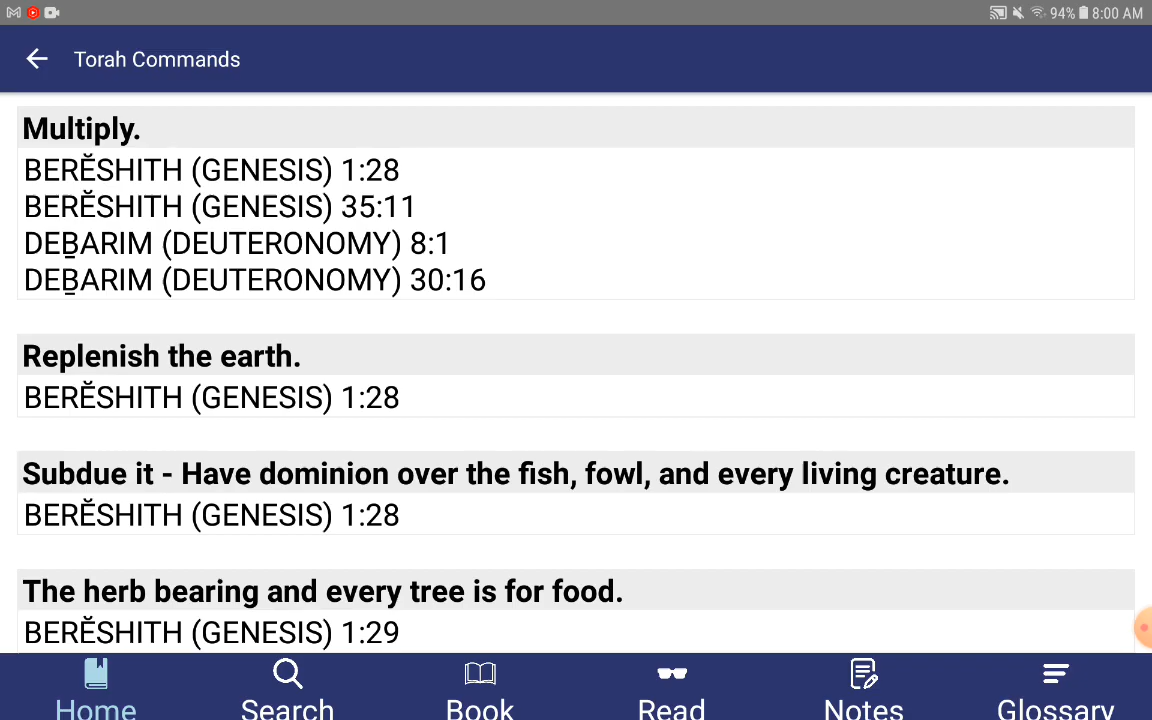 94% 8:00 AM
Torah Commands
Multiply.
BERĔSHITH (GENESIS) 1:28
BERĔSHITH (GENESIS) 35:11
DEḆARIM (DEUTERONOMY) 8:1
DEḆARIM (DEUTERONOMY) 30:16
Replenish the earth.
BERĔSHITH (GENESIS) 1:28
Subdue it - Have dominion over the fish, fowl, and every living creature.
BERĔSHITH (GENESIS) 1:28
The herb bearing and every tree is for food.
BERĔSHITH (GENESIS) 1:29
Home Search Book Read Notes Glossary